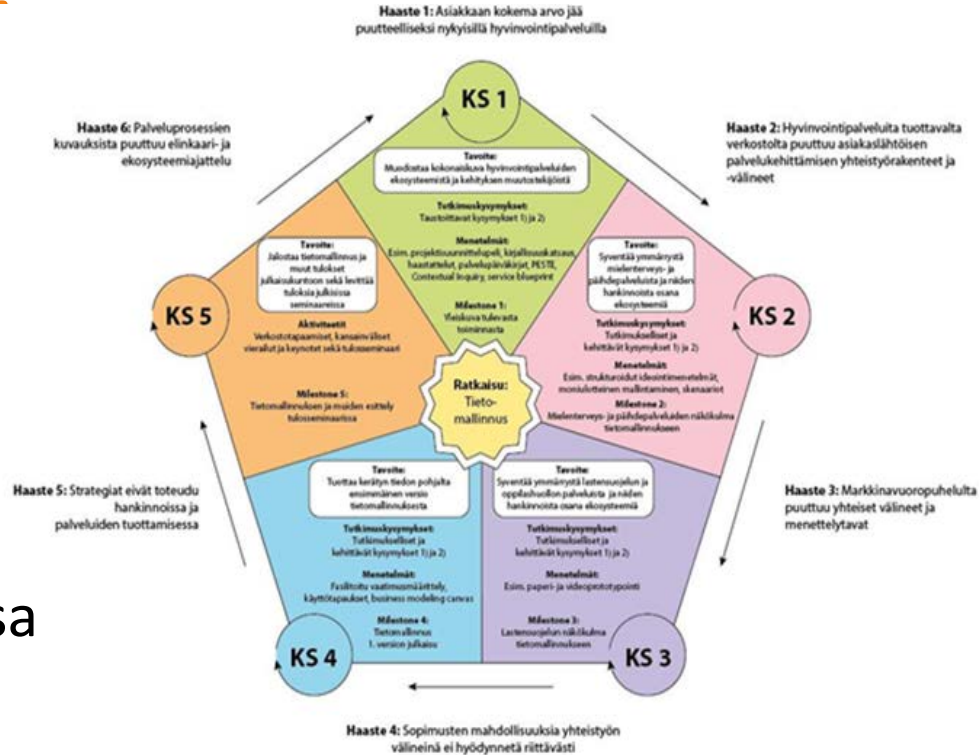 Haaste 1: Asiakkaan kokema arvo jää
puutteelliseksi nykyisillä hyvinvointipalveluilla
KS 1
Haaste 6: Palveluprosessien
kuvauksista puuttuu elinkaari- ja
ekosysteemiajattelu
Haaste 2: Hyvinvointipalveluita tuottavalta
verkostolta puuttuu asiakaslähtöisen
palvelukehittämisen yhteistyörakenteet ja
-välineet
Tavoite:
Muodostaa kokonaiskuva hyvinvointipalveluiden
ekosysteemistä ja kehityksen muutostekijöistä
Tutkimuskysymykset:
Taustoittavat kysymykset 1) ja 2)
Menetelmät:
Esim. projektisuunnittelupeli, kirjallisuuskatsaus,
haastattelut, palvelupäiväkirjat, PESTE,
Contextual Inquiry, service blueprint
Milestone 1:
Yleiskuva tulevasta
toiminnasta
KS 5
Tavoite:
Jalostaa tietomallinnus ja
muut tulokset
julkaisukuntoon sekä levittää
tuloksia julkisissa
seminaareissa
Aktiviteetit
Verkostotapaamiset, kansainväliset
vierailut ja keynotet sekä tulosseminaari
Milestone 5:
Tietomallinnuksen ja muiden esittely
tulosseminaarissa
KS 2
Tavoite:
Syventää ymmärrystä
mielenterveys- ja
päihdepalveluista ja niiden
hankinnoista osana
ekosysteemiä
Tutkimuskysymykset:
Tutkimukselliset ja
kehittävät kysymykset 1) ja 2)
Menetelmät:
Esim. strukturoidut ideointimenetelmät,
moniulotteinen mallintaminen, skenaariot
Milestone 2:
Mielenterveys- ja päihdepalveluiden näkökulma
tietomallinnukseen
Ratkaisu:
Tieto-
mallinnus
Haaste 5: Strategiat eivät toteudu
hankinnoissa ja
palveluiden tuottamisessa
Haaste 3: Markkinavuoropuhelulta
puuttuu yhteiset välineet ja
menettelytavat
Tavoite:
Tuottaa kerätyn tiedon pohjalta
ensimmäinen versio
tietomallinnuksesta
Tutkimuskysymykset:
Tutkimukselliset ja
kehittävät kysymykset 1) ja 2)
Menetelmät:
Fasilitoitu vaatimusmäärittely,
käyttötapaukset, business modeling canvas
Milestone 4:
Tietomallinnus
1. version julkaisu
KS 4
Tavoite:
Syventää ymmärrystä lastensuojelun ja
oppilashuollon palveluista ja niiden
hankinnoista osana ekosysteemiä
Tutkimuskysymykset:
Tutkimukselliset ja
kehittävät kysymykset 1) ja 2)
Menetelmät:
Esim. paperi- ja videoprototypointi
Milestone 3:
Lastensuojelun näkökulma
tietomallinnukseen
KS 3
sa
Haaste 4: Sopimusten mahdollisuuksia yhteistyön
välineinä ei hyödynnetä riittävästi